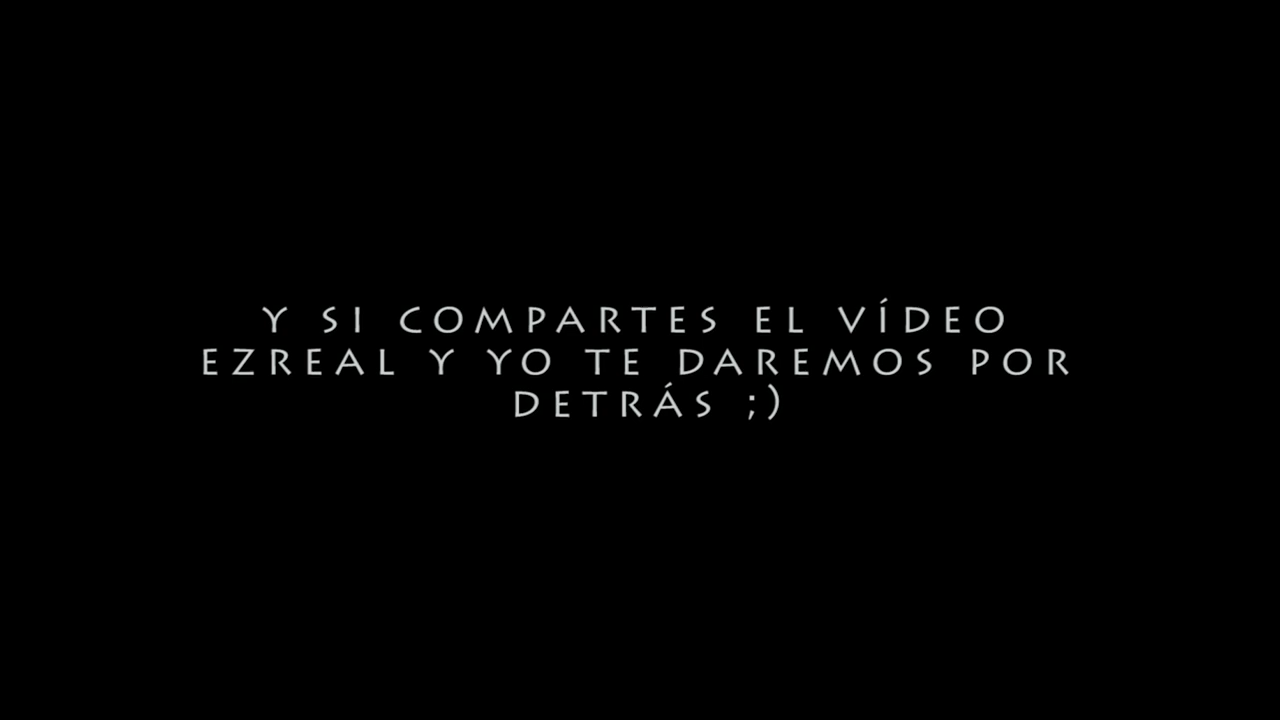 Y SI COMPARTES EL VÍDEO
EZREAL Y YO TE DAREMOS POR
DETRÁS ;)